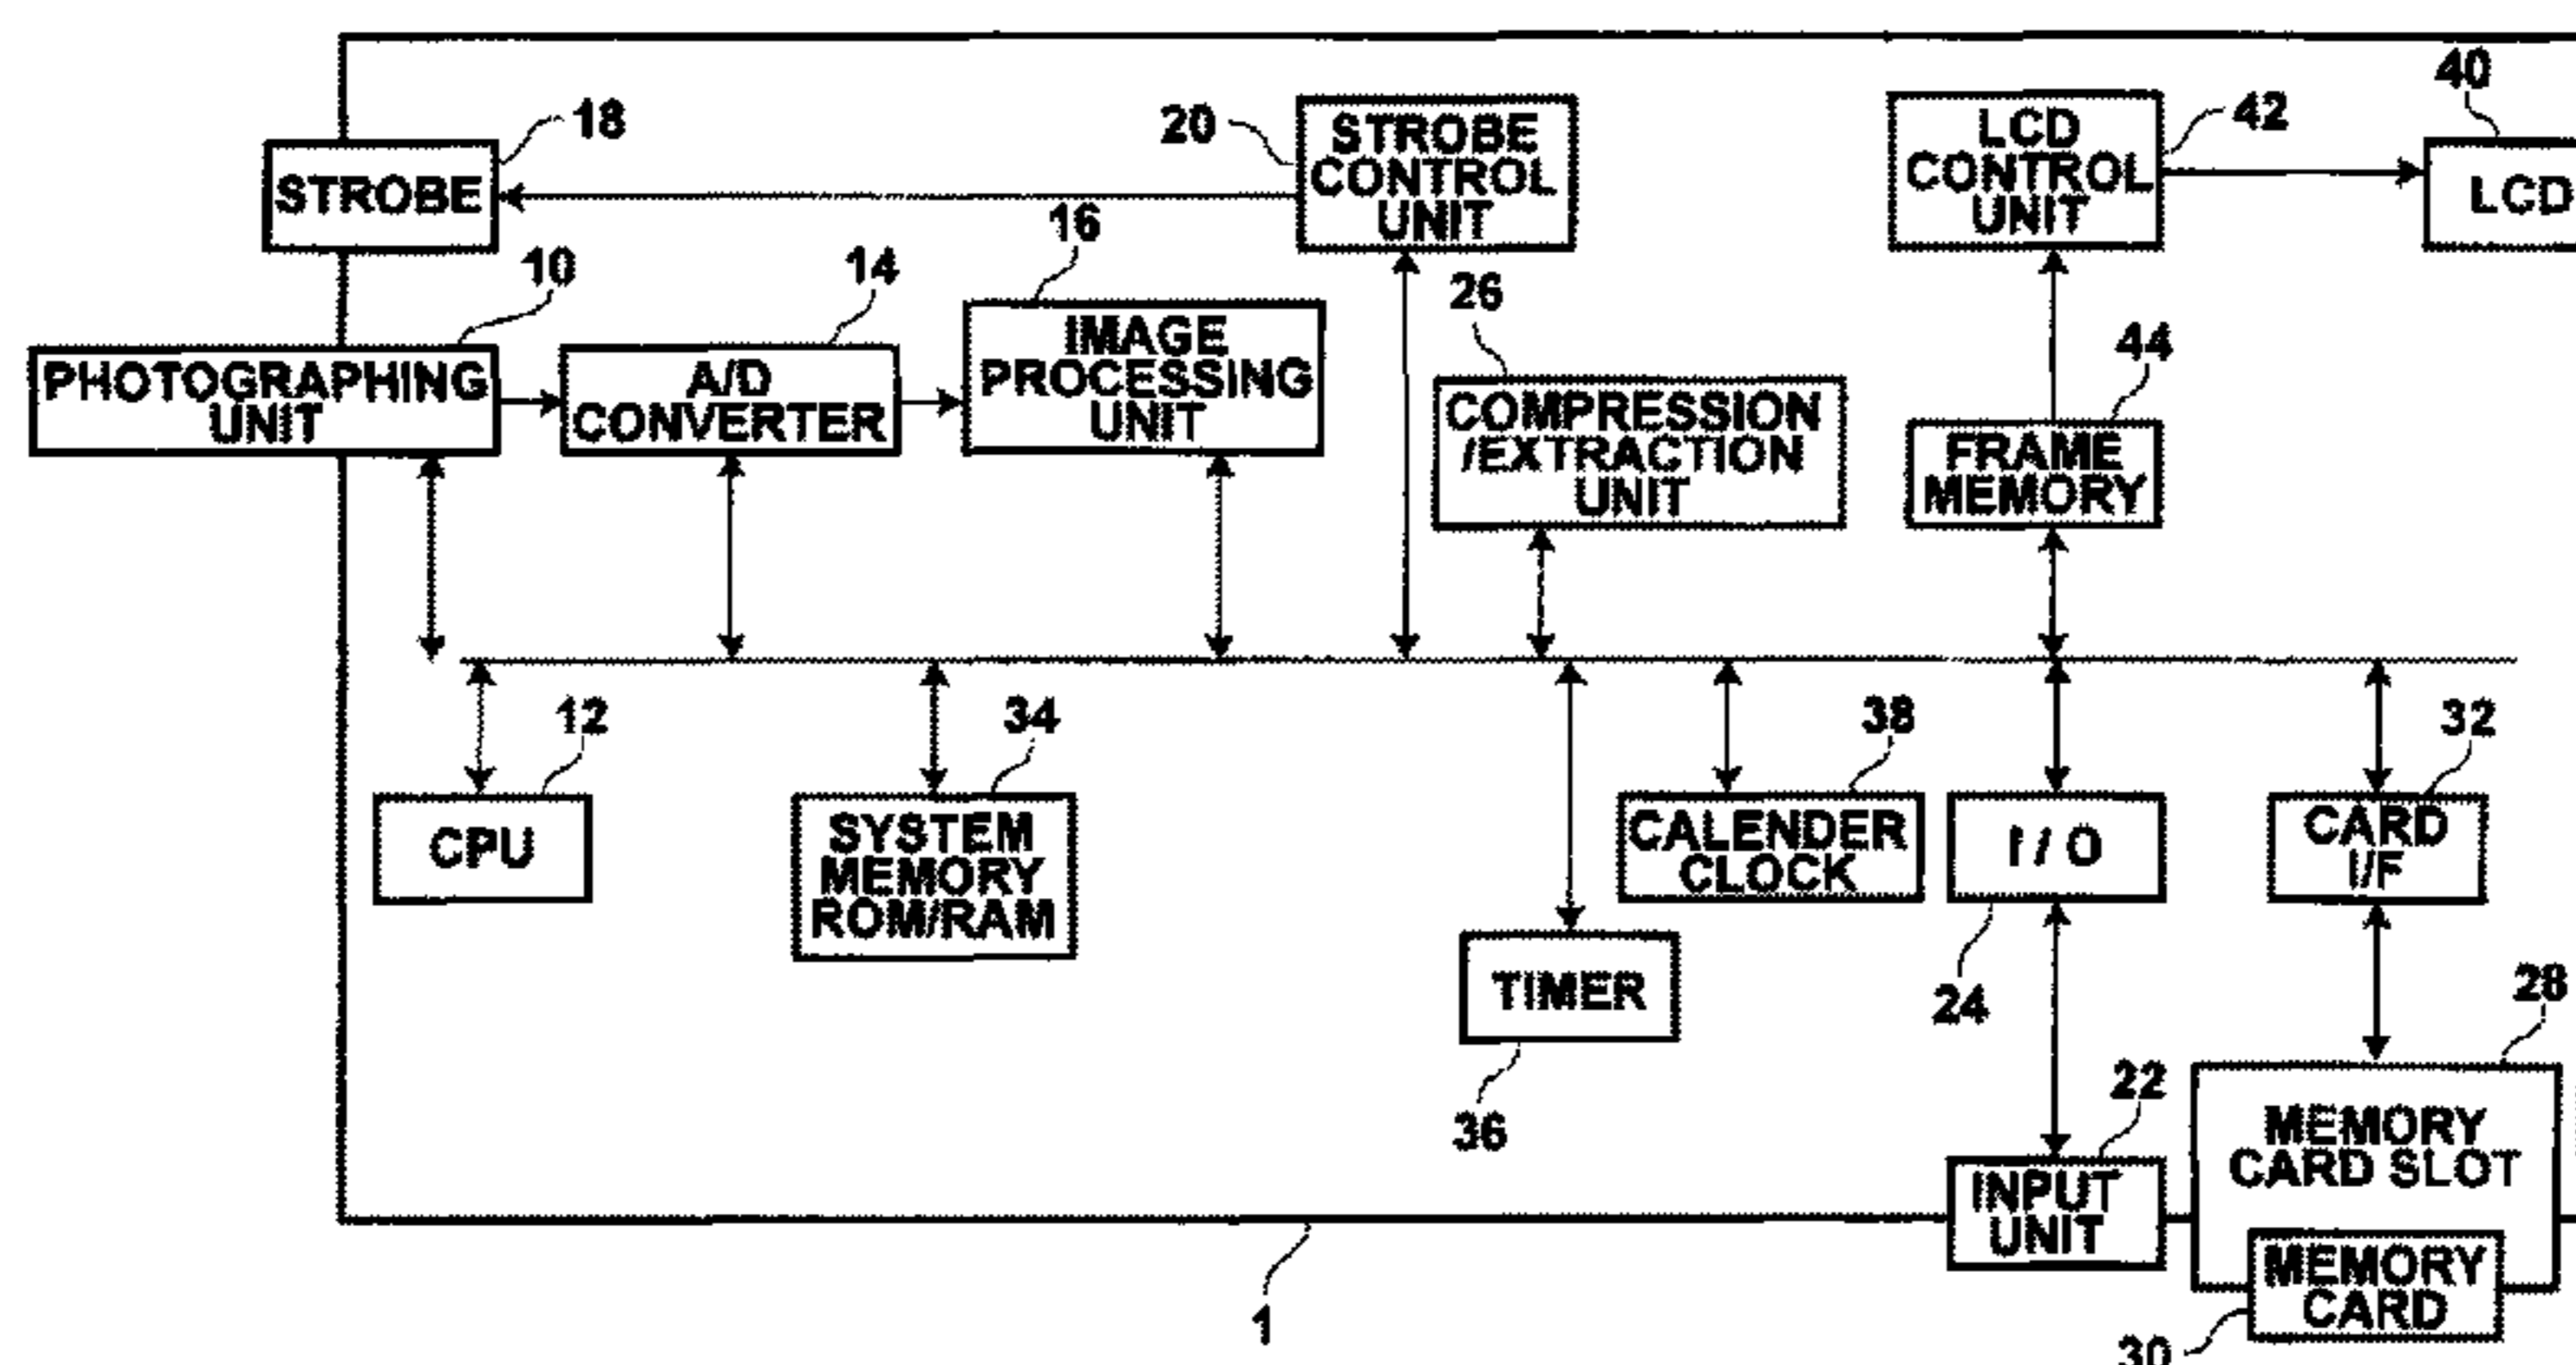 40
18
20
STROBE
CONTROL
UNIT
LCD
CONTROL
UNIT
42
STROBE
LCD
16
10
14
26
PHOTOGRAPHING
UNIT
A/D
CONVERTER
IMAGE
PROCESSING
UNIT
44
COMPRESSION
/EXTRACTION
UNIT
FRAME
MEMORY
12
34
38
32
CPU
SYSTEM
MEMORY
ROM/RAM
CALENDER
CLOCK
I / O
CARD
I/F
TIMER
24
28
36
22
MEMORY
CARD SLOT
INPUT
UNIT
MEMORY
CARD
1
30